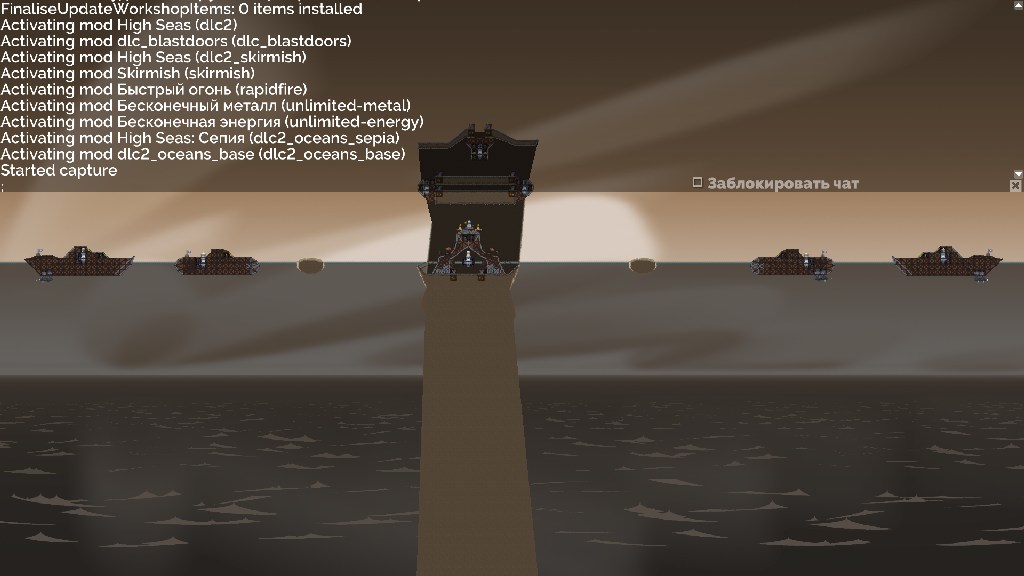 FinaliseUpdateWorkshopItems: 0 items installed
Activating mod High Seas (dlc2)
Activating mod dlc_blastdoors (dlc_blastdoors)
Activating mod High Seas (dlc2_skirmish)
Activating mod Skirmish (skirmish)
Activating mod Быстрый огонь (rapidfire)
Activating mod Бесконечный металл (unlimited-metal)
Activating mod Бесконечная энергия (unlimited-energy)
Activating mod High Seas: Сепия (dlc2_oceans_sepia)
Activating mod dlc2_oceans_base (dlc2_oceans_base)
Started capture
Заблокировать чат
;